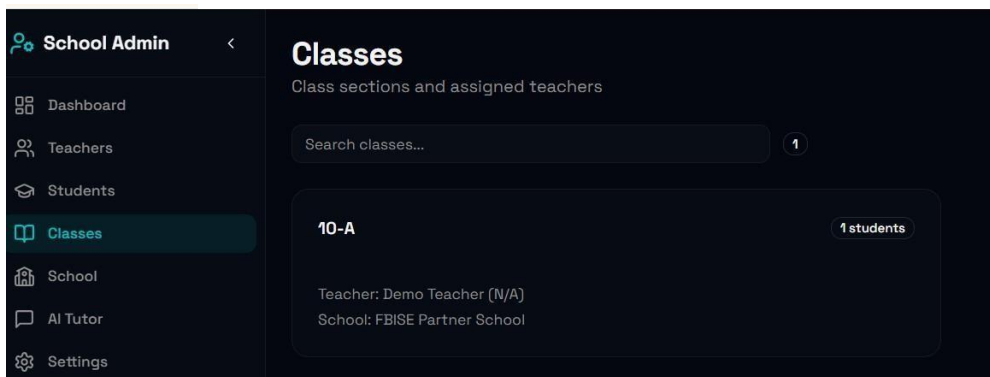 School Admin
Dashboard
Teachers
Students
Classes
School
AI Tutor
Settings
Classes
Class sections and assigned teachers
Search classes...
1
10-A
1 students
Teacher: Demo Teacher (N/A)
School: FBISE Partner School